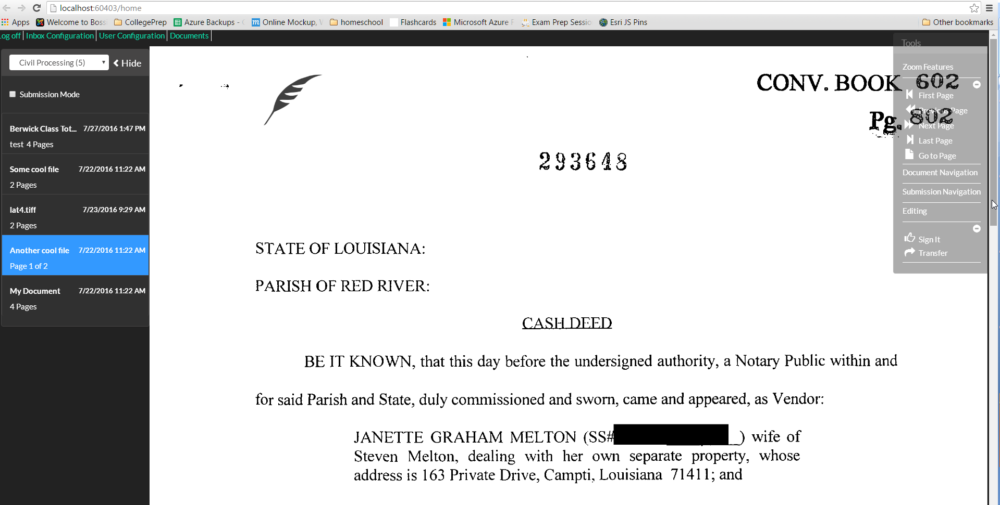 localhost:60403/home
Apps Welcome to Boss CollegePrep Azure Backups - Online Mockup, Homeschool Flashcards Microsoft Azure Exam Prep Sessio Esri JS Pins Other bookmarks
og off Inbox Configuration User Configuration Documents
Tools
Civil Processing (5) Hide
Submission Mode
Berwick Class Tot... 7/27/2016 1:47 PM
test 4 Pages
Some cool file 7/22/2016 11:22 AM
2 Pages
lat4.tiff 7/23/2016 9:29 AM
2 Pages
Another cool file 7/22/2016 11:22 AM
Page 1 of 2
My Document 7/22/2016 11:22 AM
4 Pages
CONV. BOOK 602
Pg. 802
293648
STATE OF LOUISIANA:
PARISH OF RED RIVER:
CASH DEED
BE IT KNOWN, that this day before the undersigned authority, a Notary Public within and
for said Parish and State, duly commissioned and sworn, came and appeared, as Vendor:
JANETTE GRAHAM MELTON (SS# ) wife of
Steven Melton, dealing with her own separate property, whose
address is 163 Private Drive, Campti, Louisiana 71411; and
Zoom Features
First Page
Previous Page
Next Page
Last Page
Go to Page
Document Navigation
Submission Navigation
Editing
Sign It
Transfer